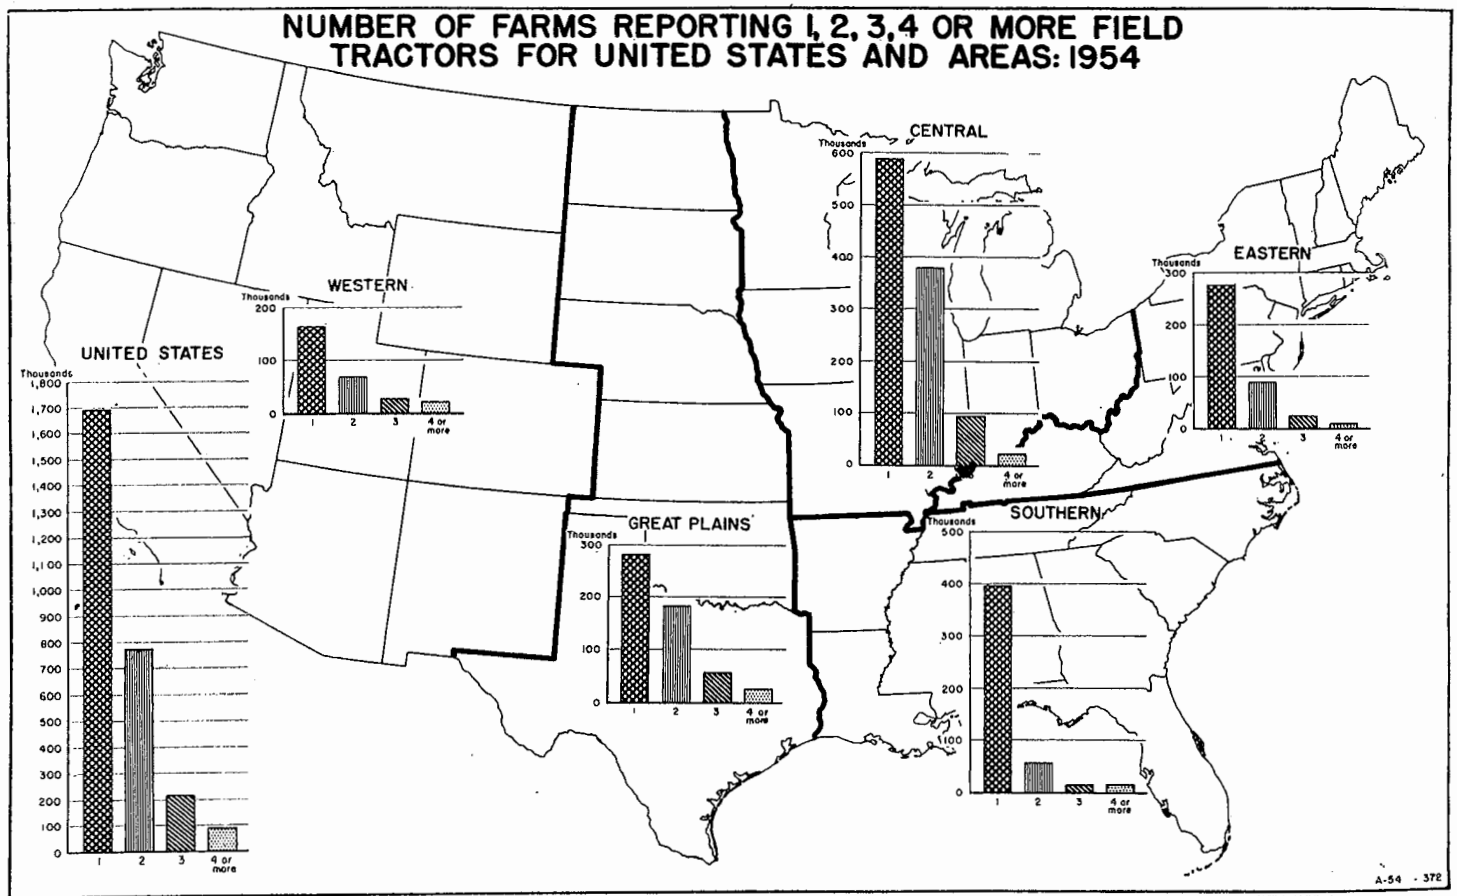 NUMBER OF FARMS REPORTING 1, 2, 3, 4 OR MORE FIELD
TRACTORS FOR UNITED STATES AND AREAS: 1954
CENTRAL
Thousands
600
500
400
300
200
100
0
1
2
4 or
more
EASTERN
Thousands
300
200
100
0
1
2
3
4 or
more
WESTERN
Thousands
200
100
0
1
2
3
4 or
more
UNITED STATES
Thousands
1,800
1,700
1,600
1,500
1,400
1,300
1,200
1,100
1,000
900
800
700
600
500
400
300
200
100
0
1
2
3
4 or
more
GREAT PLAINS
Thousands
300
200
100
0
1
2
3
4 or
more
SOUTHERN
Thousands
500
400
300
200
100
0
1
2
3
4 or
more
A-54 - 372